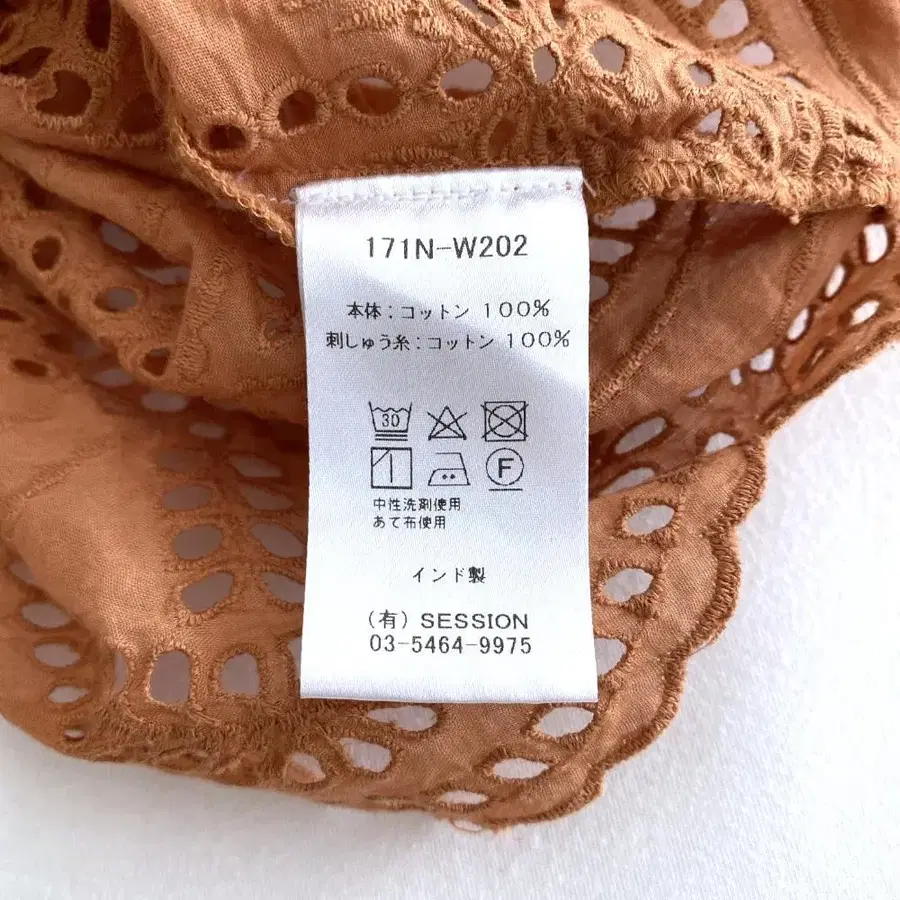 171N-W202
本体：コットン 100%
刺しゅう糸：コットン 100%
30
F
中性洗剤使用
あて布使用
インド製
（有）SESSION
03-5464-9975